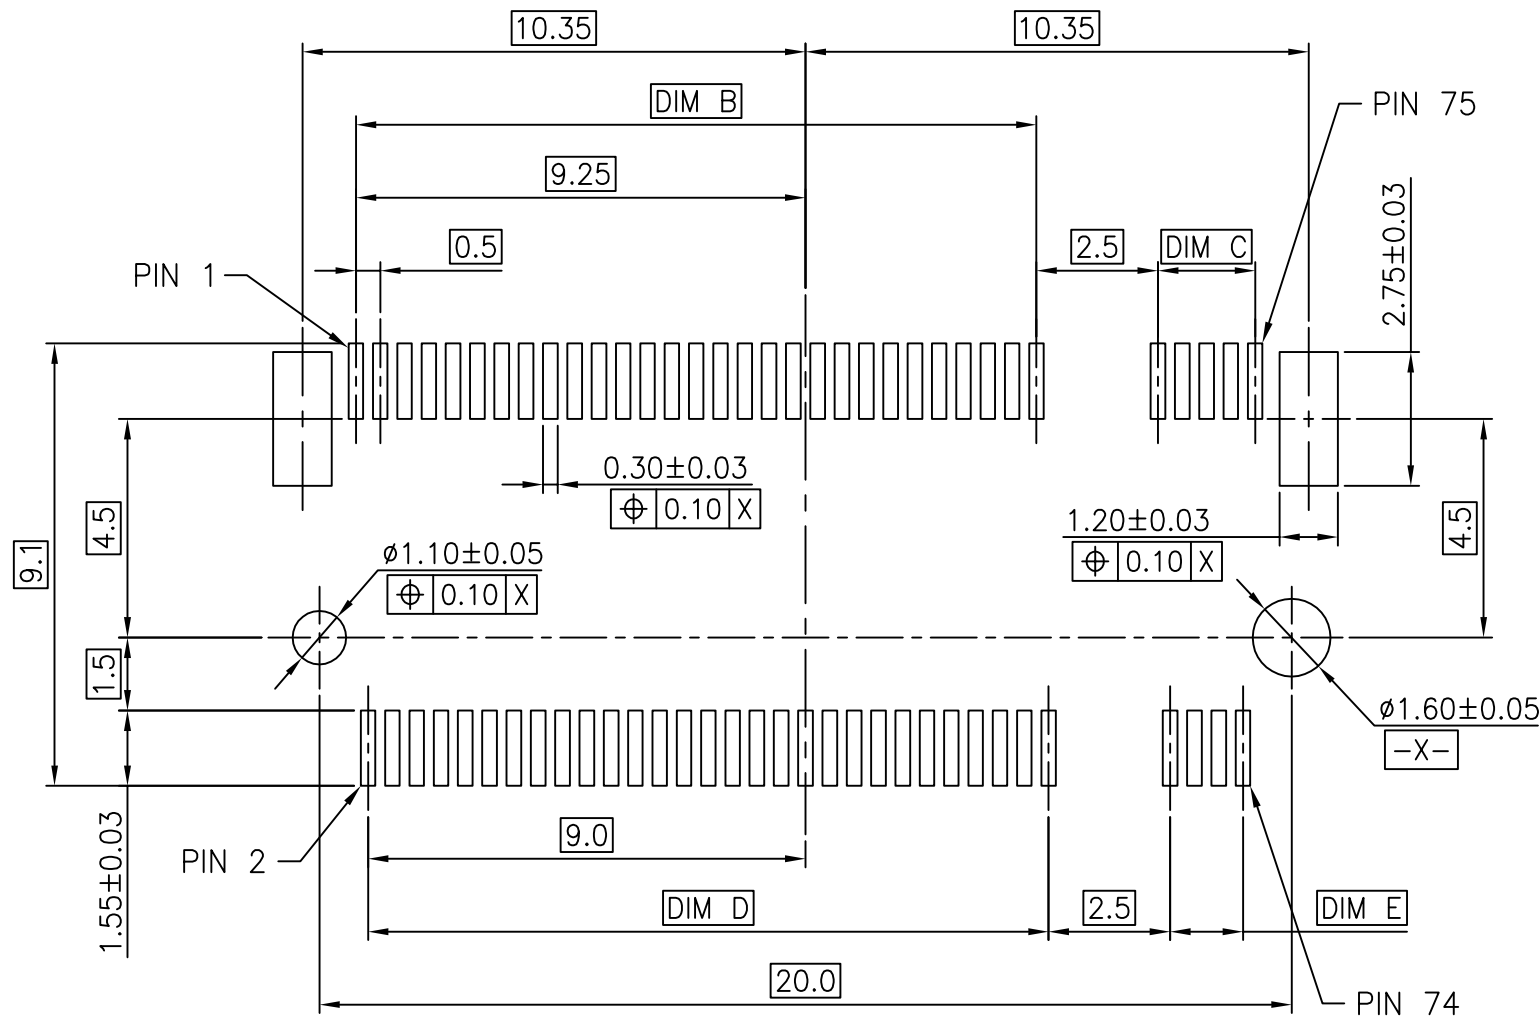 10.35
10.35
DIM B
PIN 75
9.25
2.75±0.03
0.5
2.5
DIM C
PIN 1
0.30±0.03
⌖ 0.10 X
1.20±0.03
⌖ 0.10 X
4.5
4.5
9.1
ø1.10±0.05
⌖ 0.10 X
1.5
ø1.60±0.05
-X-
9.0
PIN 2
1.55±0.03
DIM D
2.5
DIM E
20.0
PIN 74